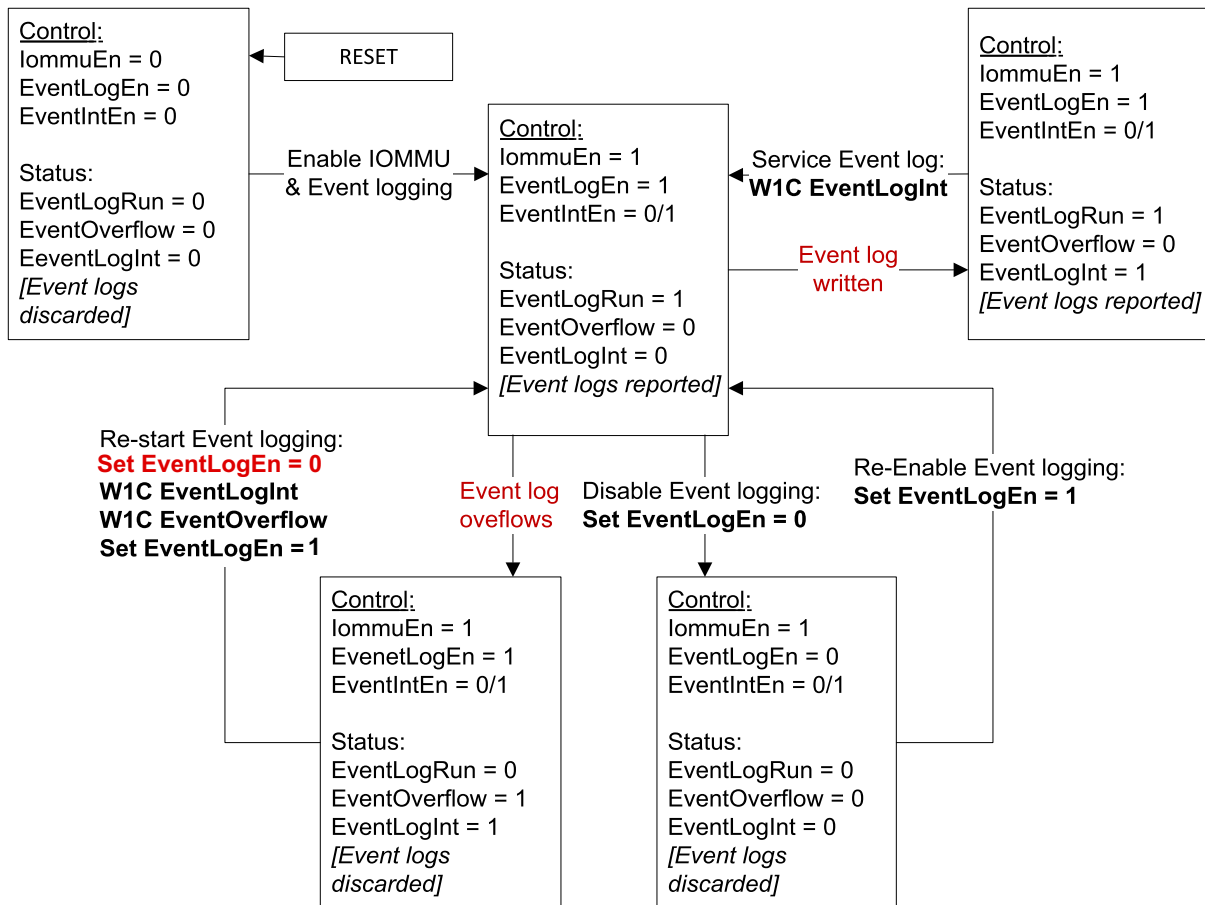 Control:
IommuEn = 0
EventLogEn = 0
EventIntEn = 0
Status:
EventLogRun = 0
EventOverflow = 0
EeventLogInt = 0
[Event logs
discarded]
RESET
Enable IOMMU
& Event logging
Control:
IommuEn = 1
EventLogEn = 1
EventIntEn = 0/1
Status:
EventLogRun = 1
EventOverflow = 0
EventLogInt = 0
[Event logs reported]
Service Event log:
W1C EventLogInt
Event log
written
Control:
IommuEn = 1
EventLogEn = 1
EventIntEn = 0/1
Status:
EventLogRun = 1
EventOverflow = 0
EventLogInt = 1
[Event logs reported]
Re-start Event logging:
Set EventLogEn = 0
W1C EventLogInt
W1C EventOverflow
Set EventLogEn = 1
Event log
oveflows
Disable Event logging:
Set EventLogEn = 0
Re-Enable Event logging:
Set EventLogEn = 1
Control:
IommuEn = 1
EvenetLogEn = 1
EventIntEn = 0/1
Status:
EventLogRun = 0
EventOverflow = 1
EventLogInt = 1
[Event logs
discarded]
Control:
IommuEn = 1
EventLogEn = 0
EventIntEn = 0/1
Status:
EventLogRun = 0
EventOverflow = 0
EventLogInt = 0
[Event logs
discarded]